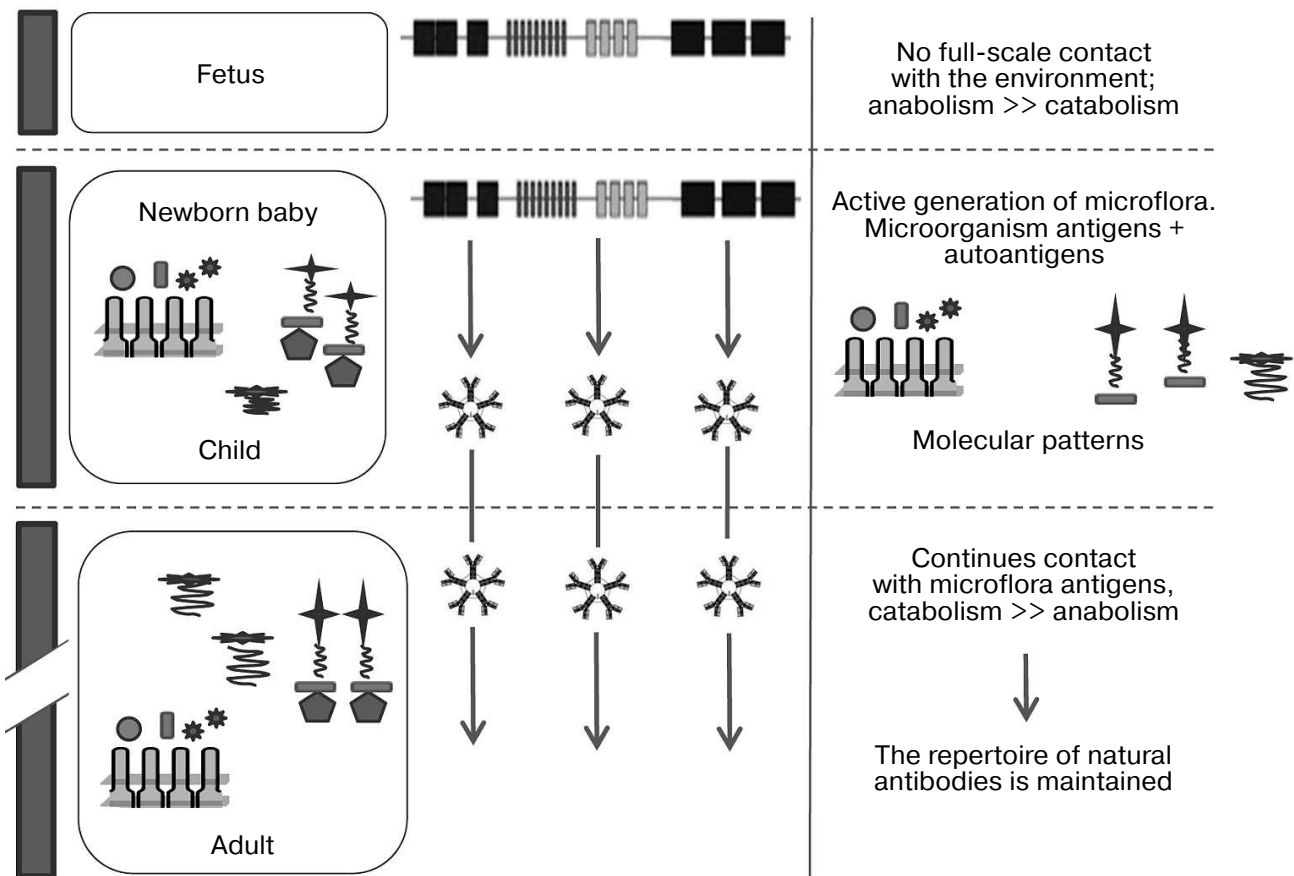 Fetus
No full-scale contact
with the environment;
anabolism >> catabolism
Newborn baby
Child
Active generation of microflora.
Microorganism antigens +
autoantigens
Molecular patterns
Adult
Continues contact
with microflora antigens,
catabolism >> anabolism
The repertoire of natural
antibodies is maintained